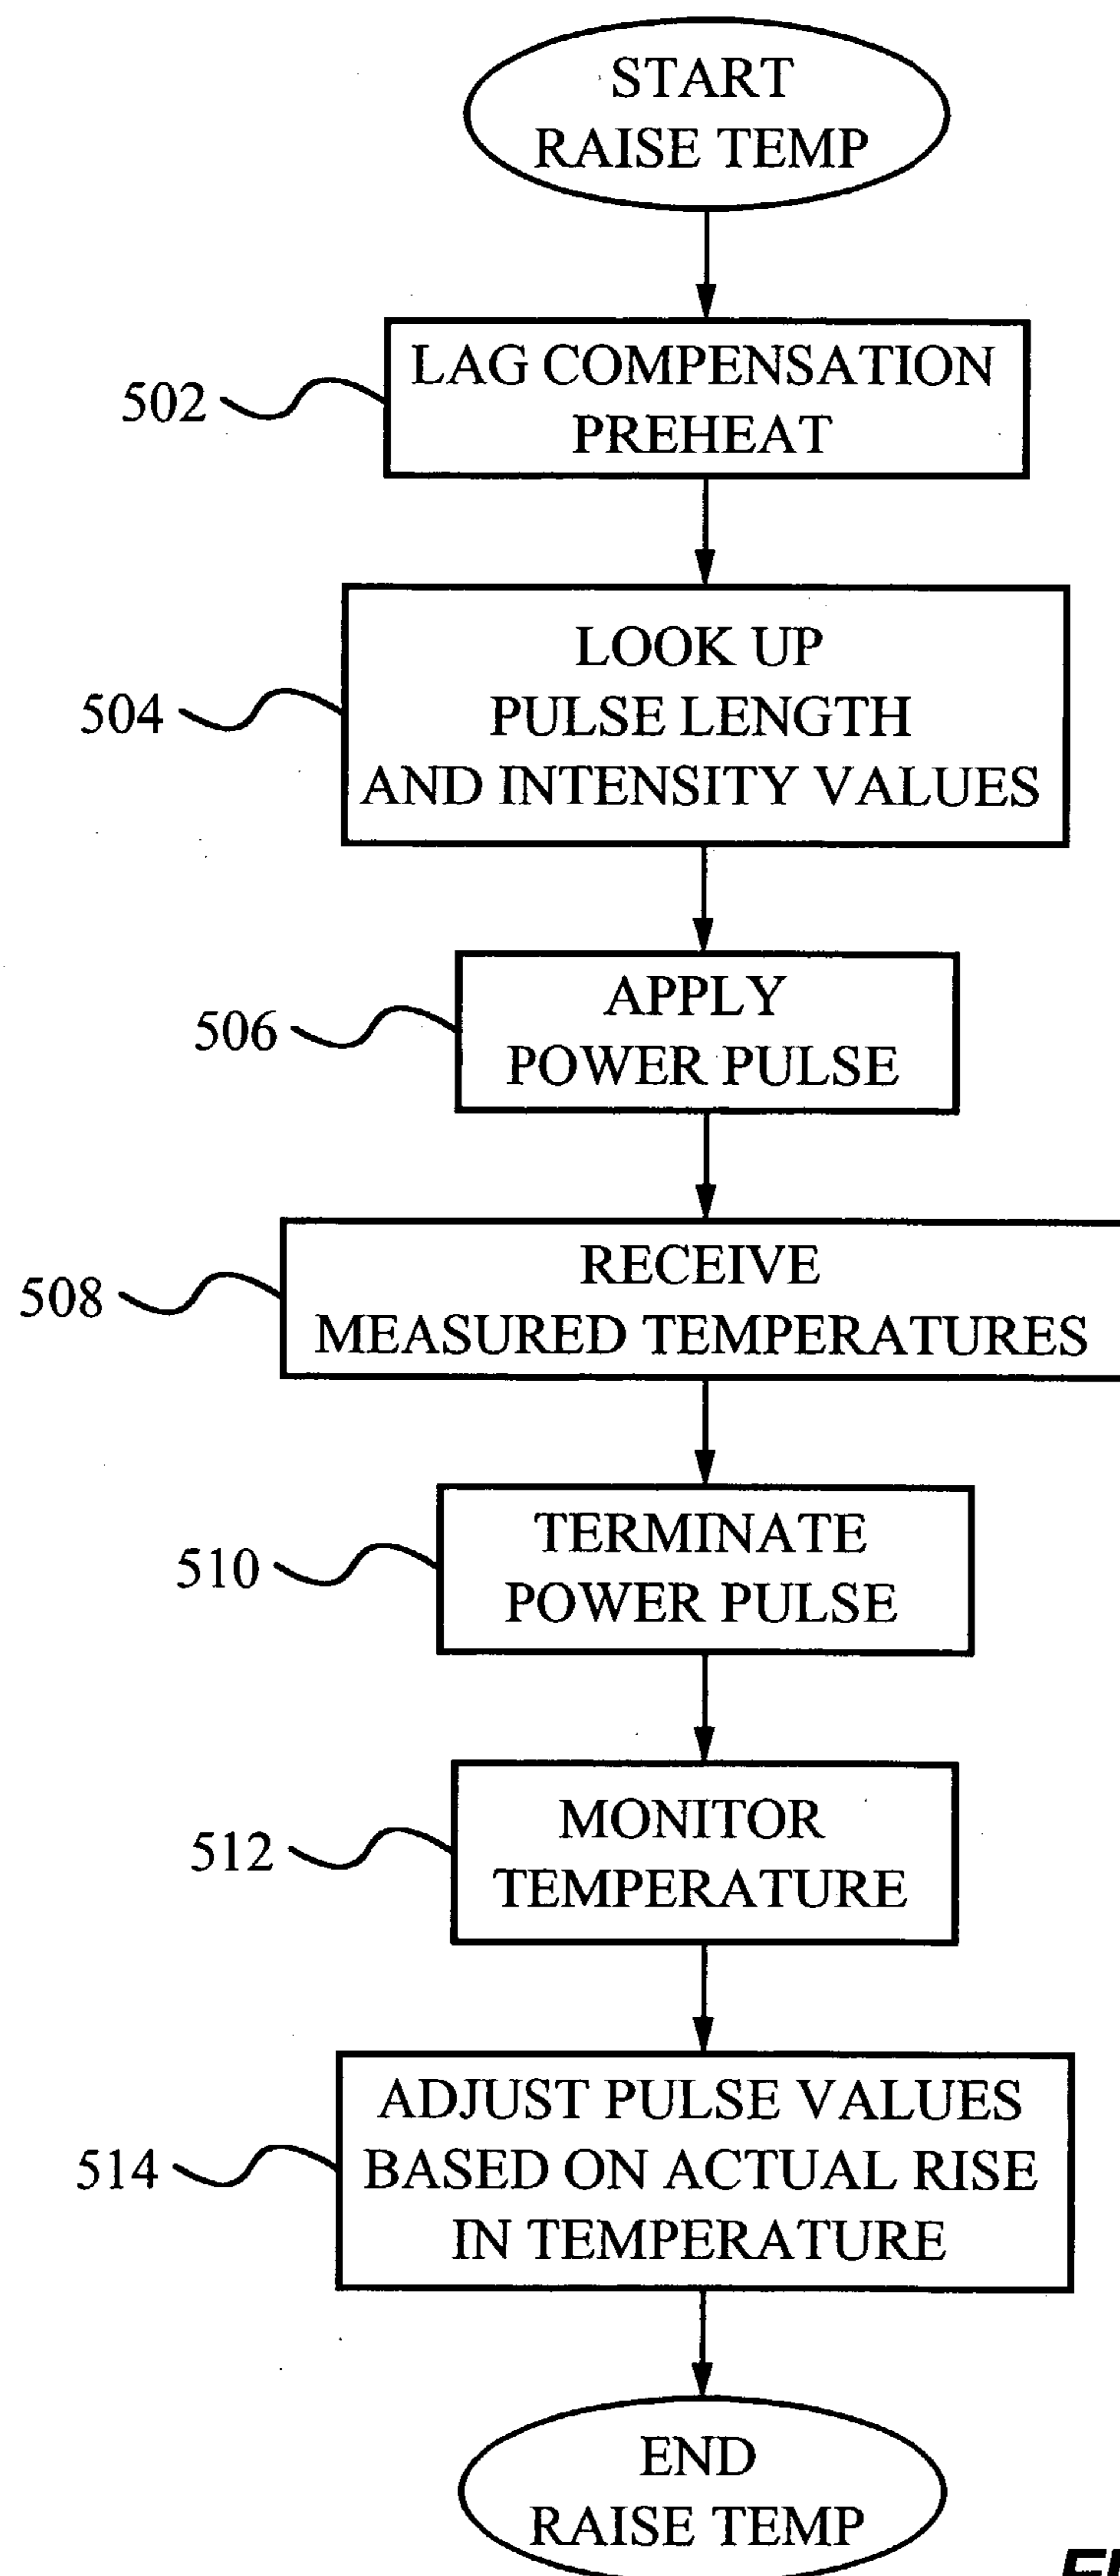 START
RAISE TEMP
502
LAG COMPENSATION
PREHEAT
504
LOOK UP
PULSE LENGTH
AND INTENSITY VALUES
506
APPLY
POWER PULSE
508
RECEIVE
MEASURED TEMPERATURES
510
TERMINATE
POWER PULSE
512
MONITOR
TEMPERATURE
514
ADJUST PULSE VALUES
BASED ON ACTUAL RISE
IN TEMPERATURE
END
RAISE TEMP